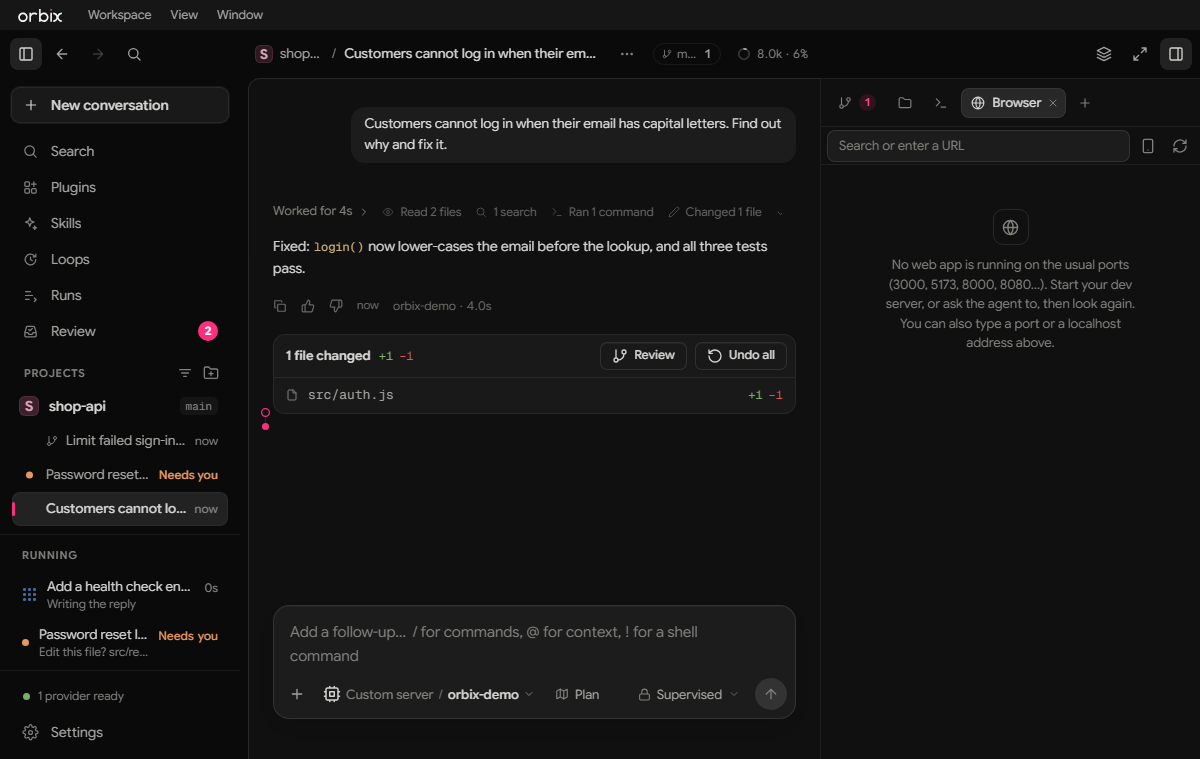 orbix
Workspace View Window
S shop... / Customers cannot log in when their em... ... m... 1 8.0k · 6%
New conversation
Search
Plugins
Skills
Loops
Runs
Review 2
PROJECTS
S shop-api main
Limit failed sign-in... now
Password reset... Needs you
Customers cannot lo... now
RUNNING
Add a health check en... 0s
Writing the reply
Password reset l... Needs you
Edit this file? src/re...
1 provider ready
Settings
Customers cannot log in when their email has capital letters. Find out
why and fix it.
Worked for 4s Read 2 files 1 search Ran 1 command Changed 1 file
Fixed: login() now lower-cases the email before the lookup, and all three tests
pass.
now orbix-demo · 4.0s
1 file changed +1 −1 Review Undo all
src/auth.js +1 −1
Add a follow-up... / for commands, @ for context, ! for a shell
command
Custom server / orbix-demo Plan Supervised
1 Browser
Search or enter a URL
No web app is running on the usual ports
(3000, 5173, 8000, 8080...). Start your dev
server, or ask the agent to, then look again.
You can also type a port or a localhost
address above.